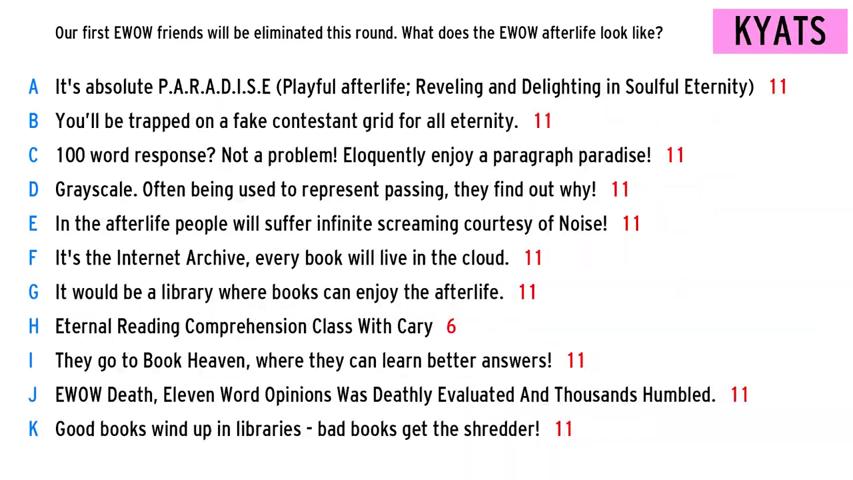 Our first EWOW friends will be eliminated this round. What does the EWOW afterlife look like?
KYATS
A It's absolute P.A.R.A.D.I.S.E (Playful afterlife; Reveling and Delighting in Soulful Eternity) 11
B You'll be trapped on a fake contestant grid for all eternity. 11
C 100 word response? Not a problem! Eloquently enjoy a paragraph paradise! 11
D Grayscale. Often being used to represent passing, they find out why! 11
E In the afterlife people will suffer infinite screaming courtesy of Noise! 11
F It's the Internet Archive, every book will live in the cloud. 11
G It would be a library where books can enjoy the afterlife. 11
H Eternal Reading Comprehension Class With Cary 6
I They go to Book Heaven, where they can learn better answers! 11
J EWOW Death, Eleven Word Opinions Was Deathly Evaluated And Thousands Humbled. 11
K Good books wind up in libraries - bad books get the shredder! 11